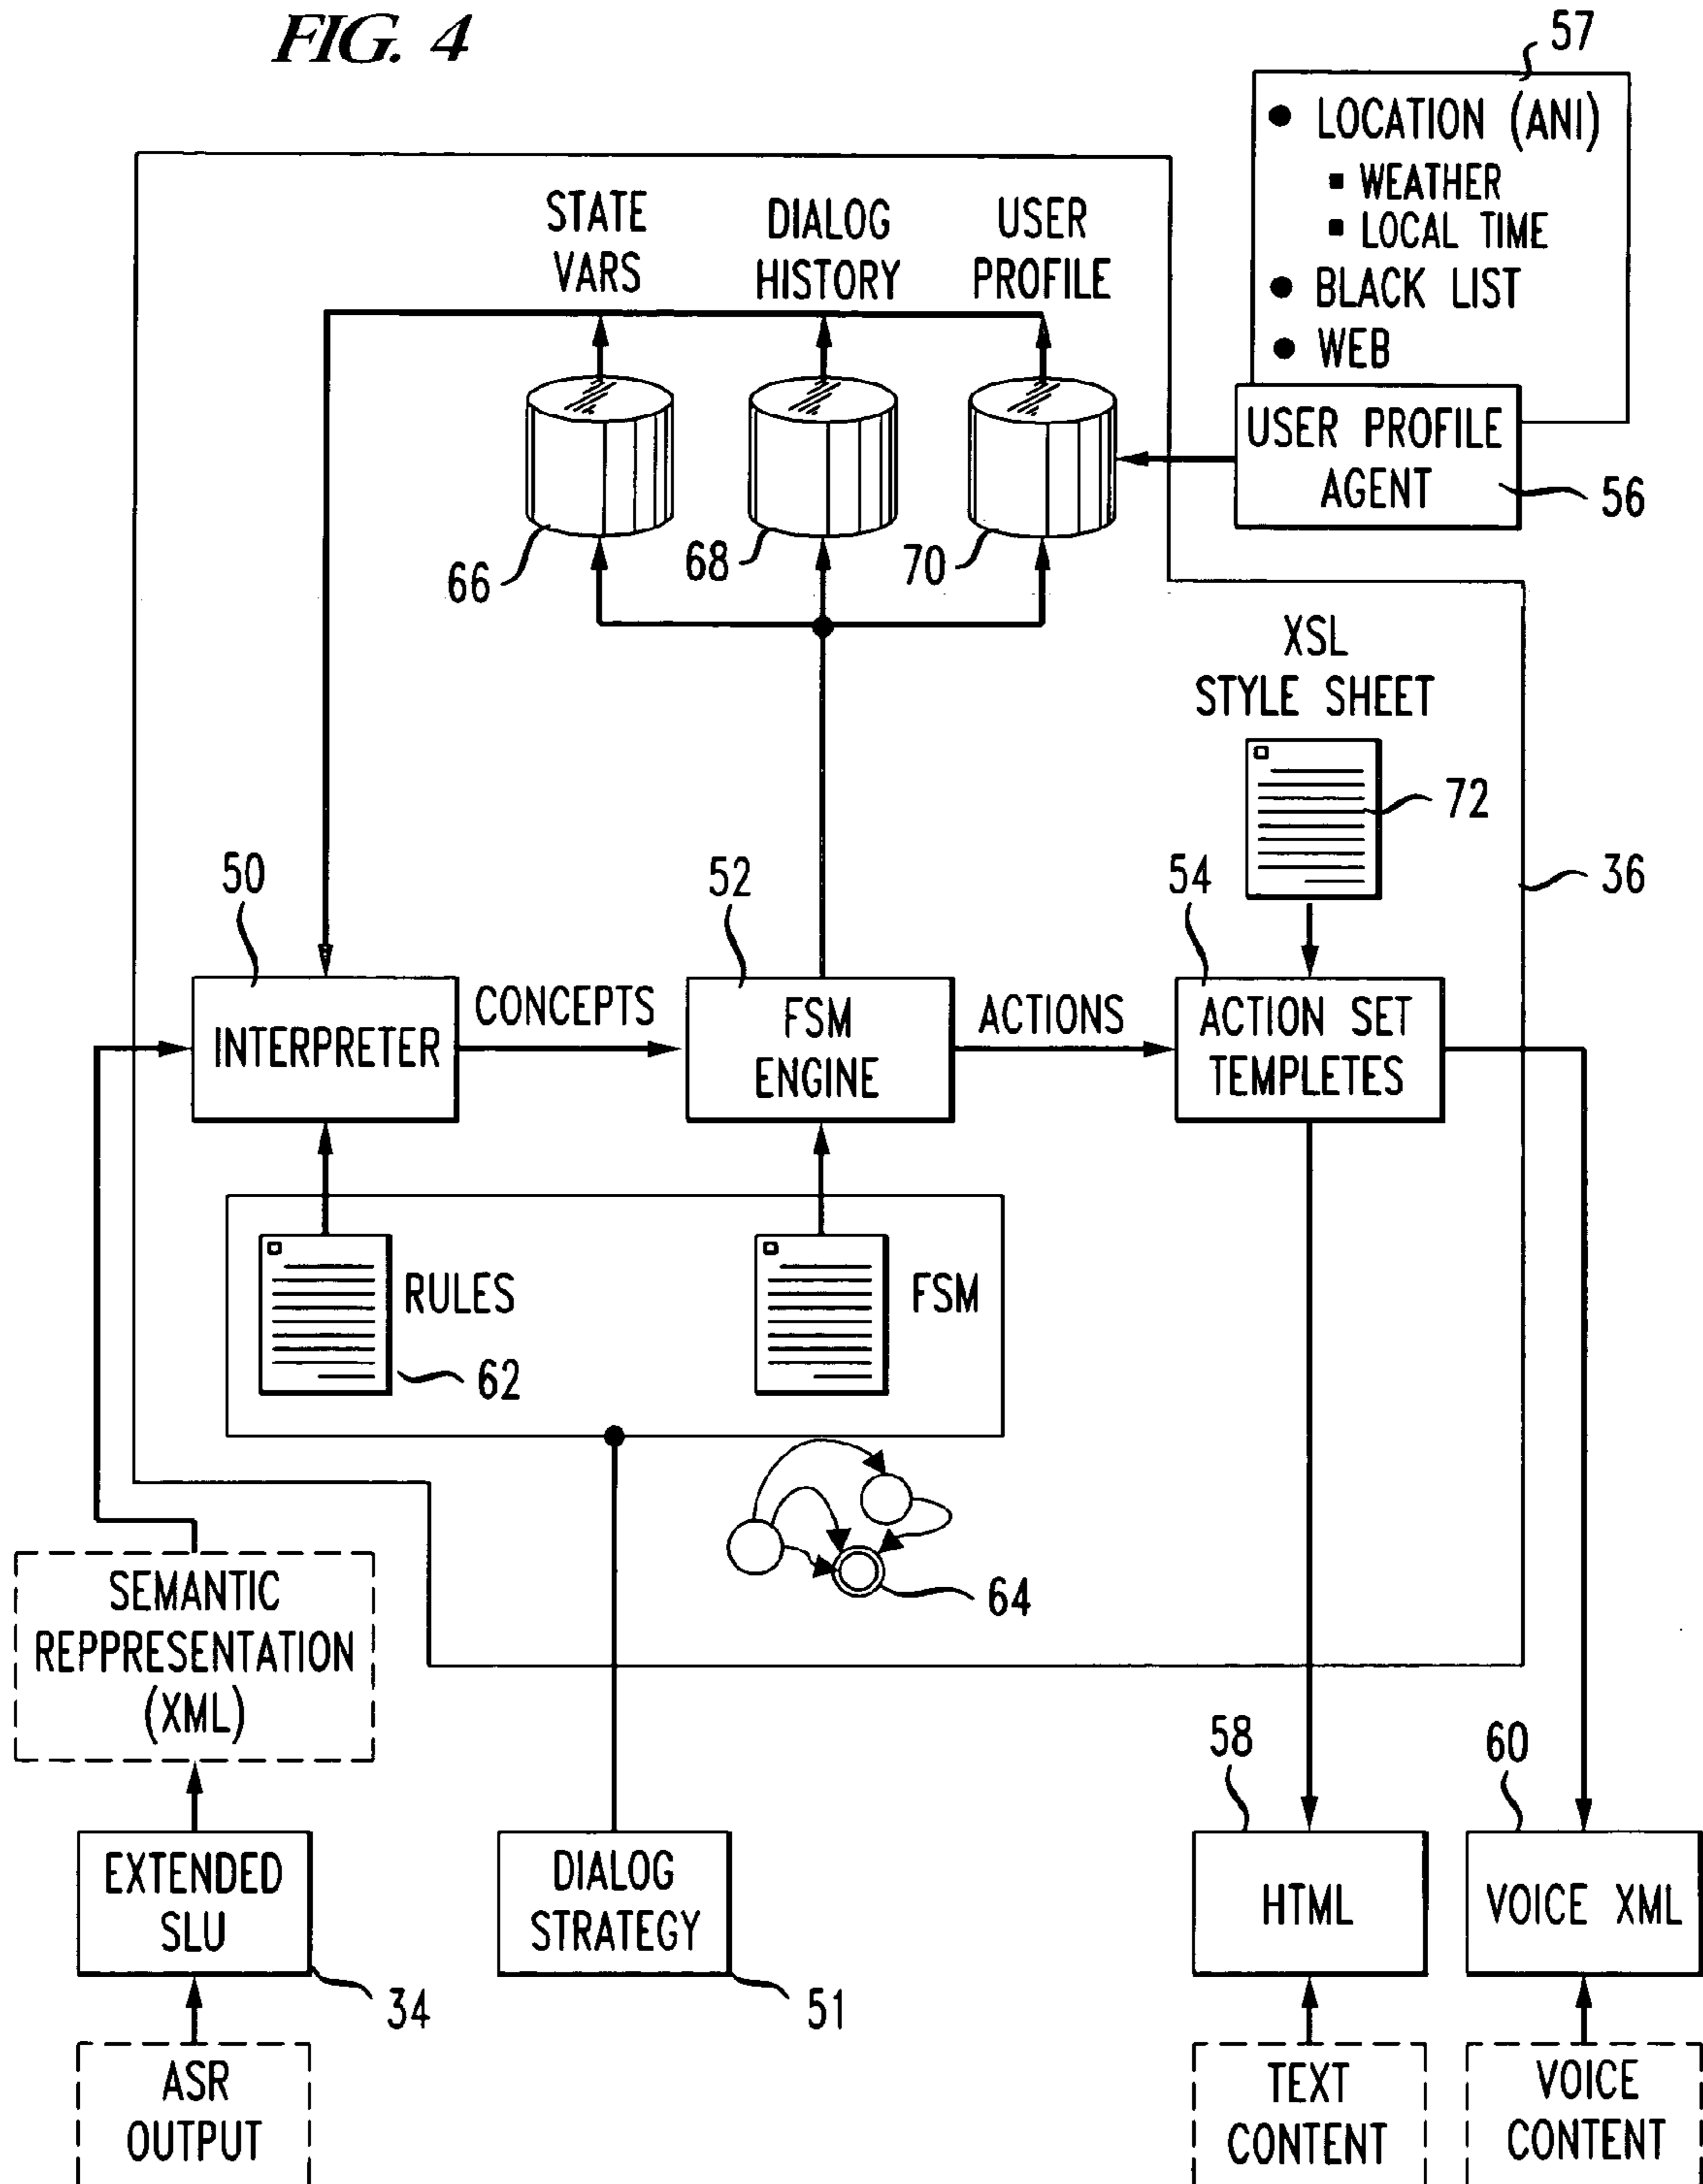 FIG. 4
57
LOCATION (ANI)
WEATHER
LOCAL TIME
BLACK LIST
WEB
STATE
VARS
DIALOG
HISTORY
USER
PROFILE
USER PROFILE
AGENT
56
66
68
70
XSL
STYLE SHEET
72
36
50
52
54
INTERPRETER
CONCEPTS
FSM
ENGINE
ACTIONS
ACTION SET
TEMPLETES
RULES
62
FSM
64
SEMANTIC
REPPRESENTATION
(XML)
58
60
EXTENDED
SLU
34
DIALOG
STRATEGY
51
HTML
VOICE XML
ASR
OUTPUT
TEXT
CONTENT
VOICE
CONTENT